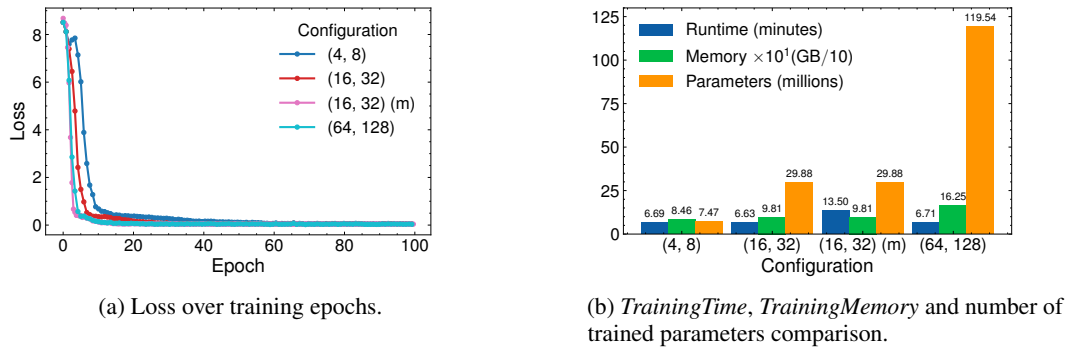 Configuration
(4, 8)
(16, 32)
(16, 32) (m)
(64, 128)
Loss
8
6
4
2
0
0 20 40 60 80 100
Epoch
(a) Loss over training epochs.
Runtime (minutes)
Memory ×10¹(GB/10)
Parameters (millions)
125
100
75
50
25
0
6.69 8.46 7.47
6.63 9.81 29.88
13.50 9.81 29.88
6.71 16.25 119.54
(4, 8) (16, 32) (16, 32) (m) (64, 128)
Configuration
(b) TrainingTime, TrainingMemory and number of
trained parameters comparison.